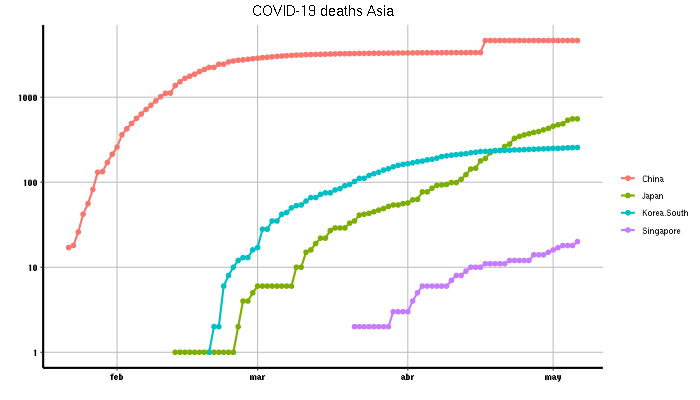 COVID-19 deaths Asia
1000
100
10
1
feb mar abr may
China
Japan
Korea.South
Singapore